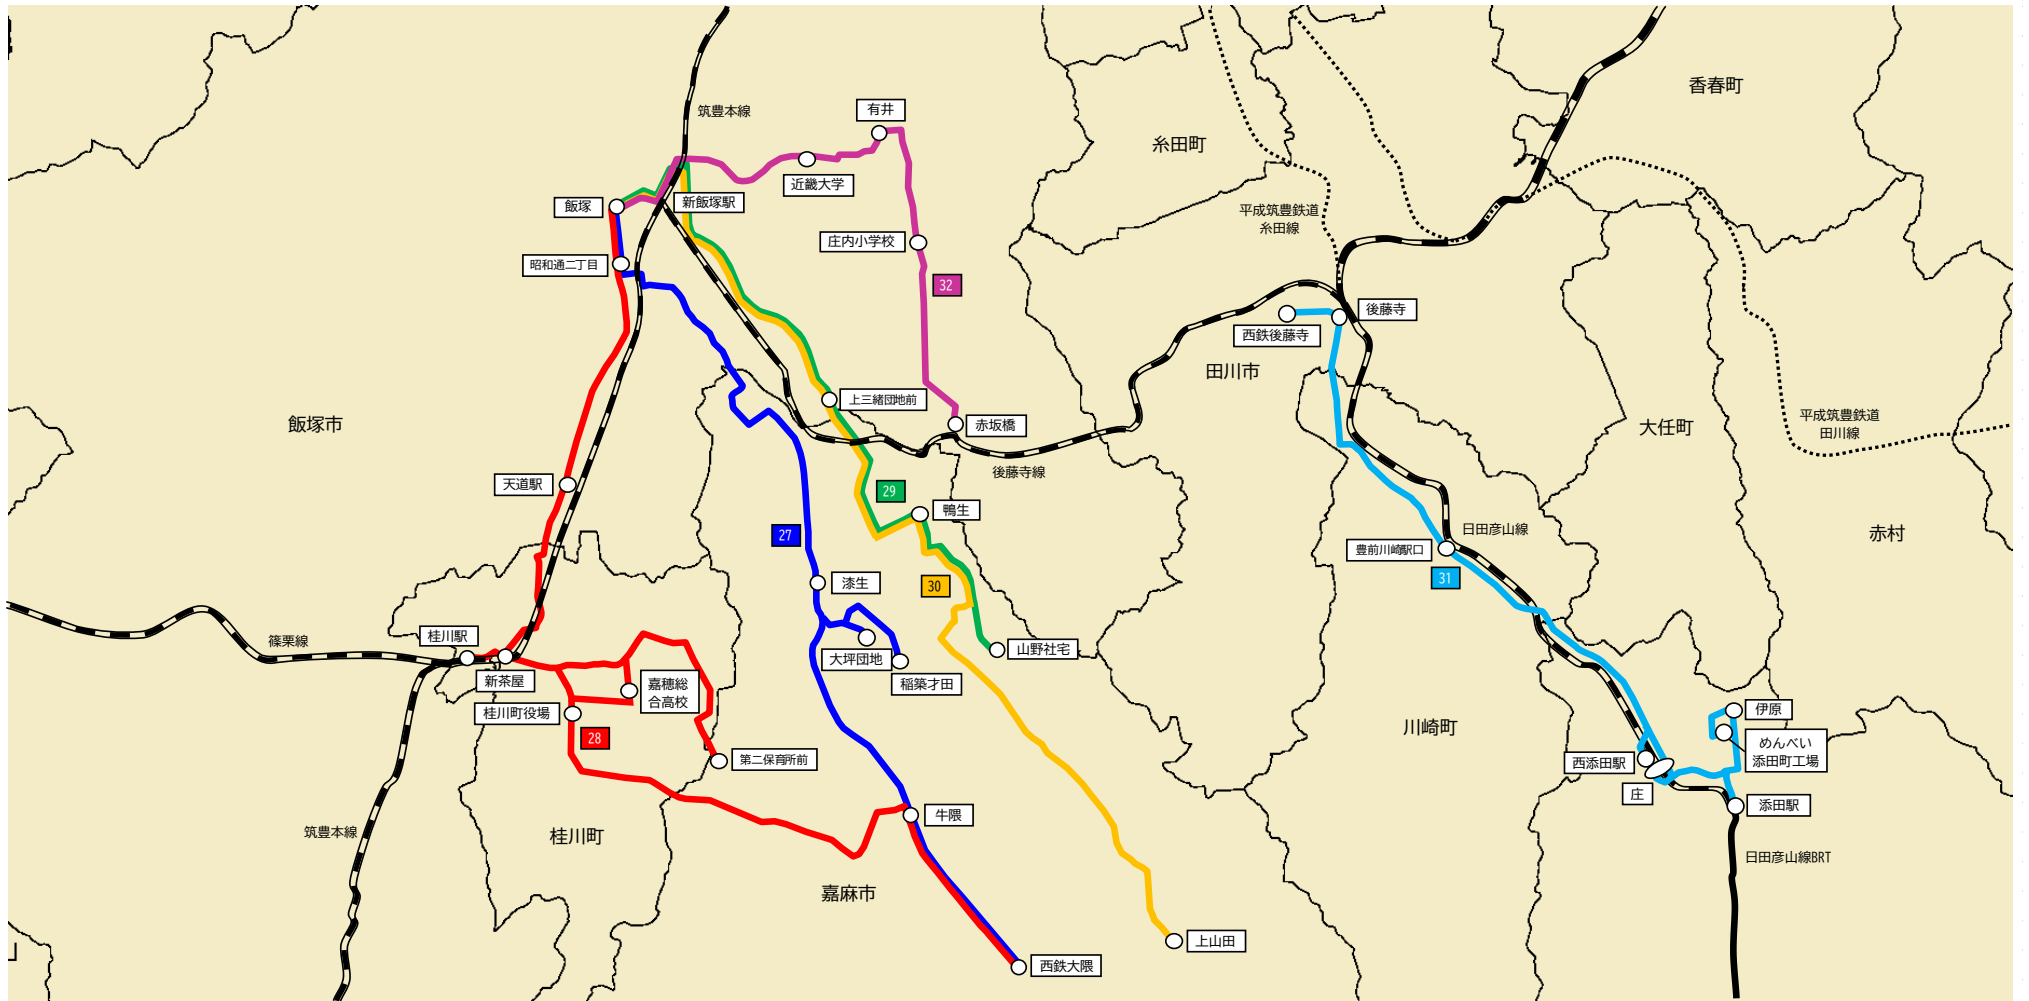 香春町
筑豊本線
有井
糸田町
近畿大学
新飯塚駅
飯塚
平成筑豊鉄道
糸田線
庄内小学校
昭和通二丁目
32
後藤寺
西鉄後藤寺
田川市
上三緒団地前
飯塚市
赤坂橋
平成筑豊鉄道
田川線
大任町
後藤寺線
天道駅
29
鴨生
27
日田彦山線
赤村
豊前川崎駅口
31
漆生
30
篠栗線
桂川駅
大坪団地
山野社宅
新茶屋
稲築才田
嘉穂総
合高校
桂川町役場
28
伊原
川崎町
めんべい
添田町工場
第二保育所前
西添田駅
庄
添田駅
牛隈
筑豊本線
桂川町
日田彦山線BRT
嘉麻市
上山田
西鉄大隈